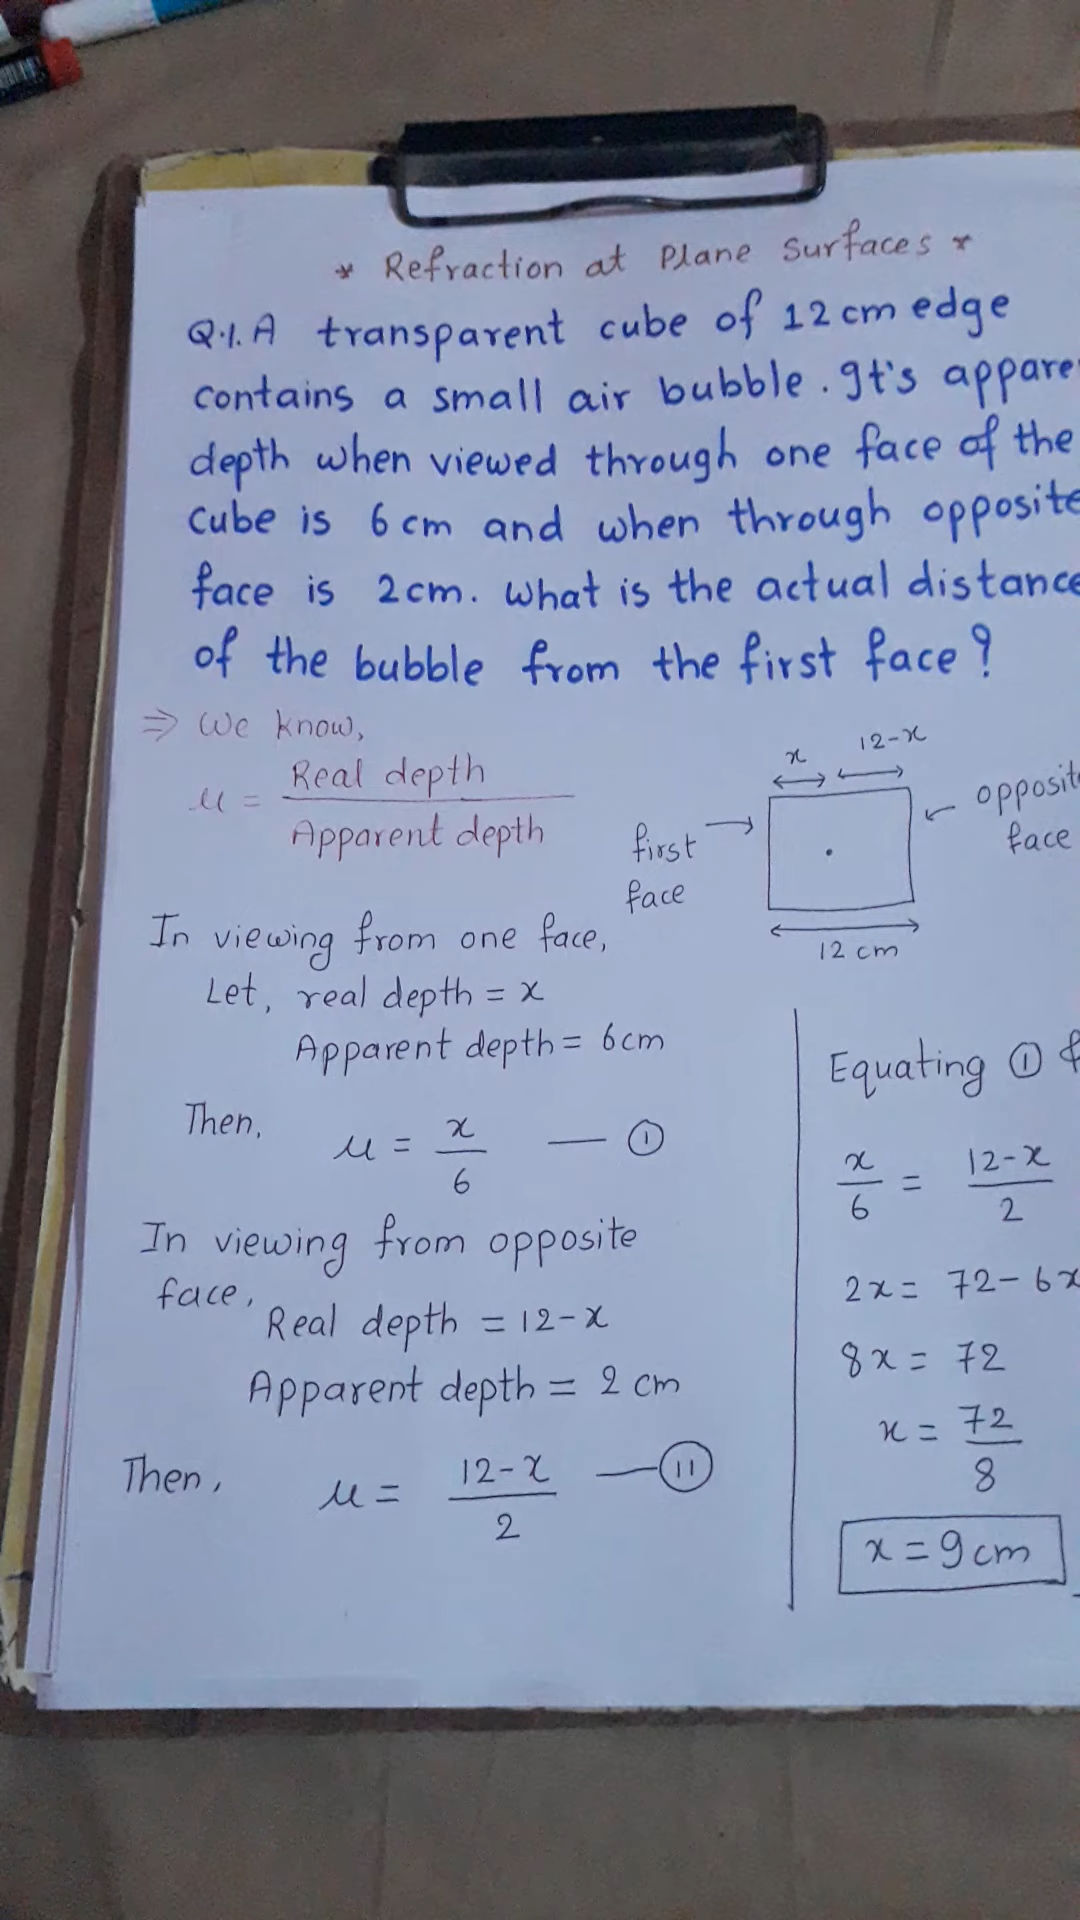 * Refraction at Plane Surfaces *
Q.1. A transparent cube of 12 cm edge
contains a small air bubble. It's
depth when viewed through one face of the
cube is 6 cm and when through opposite
face is 2cm. What is the actual distance
of the bubble from the first face?
⇒ We know,
μ = Real depth
Apparent depth
x 12-x
first
face
opposite
face
12 cm
In viewing from one face,
Let, real depth = x
Apparent depth = 6cm
Then, μ = x/6 — ①
In viewing from opposite
face,
Real depth = 12-x
Apparent depth = 2 cm
Then, μ = 12-x/2 — ⑪
Equating ①
x/6 = 12-x/2
2x = 72-6x
8x = 72
x = 72/8
x = 9cm